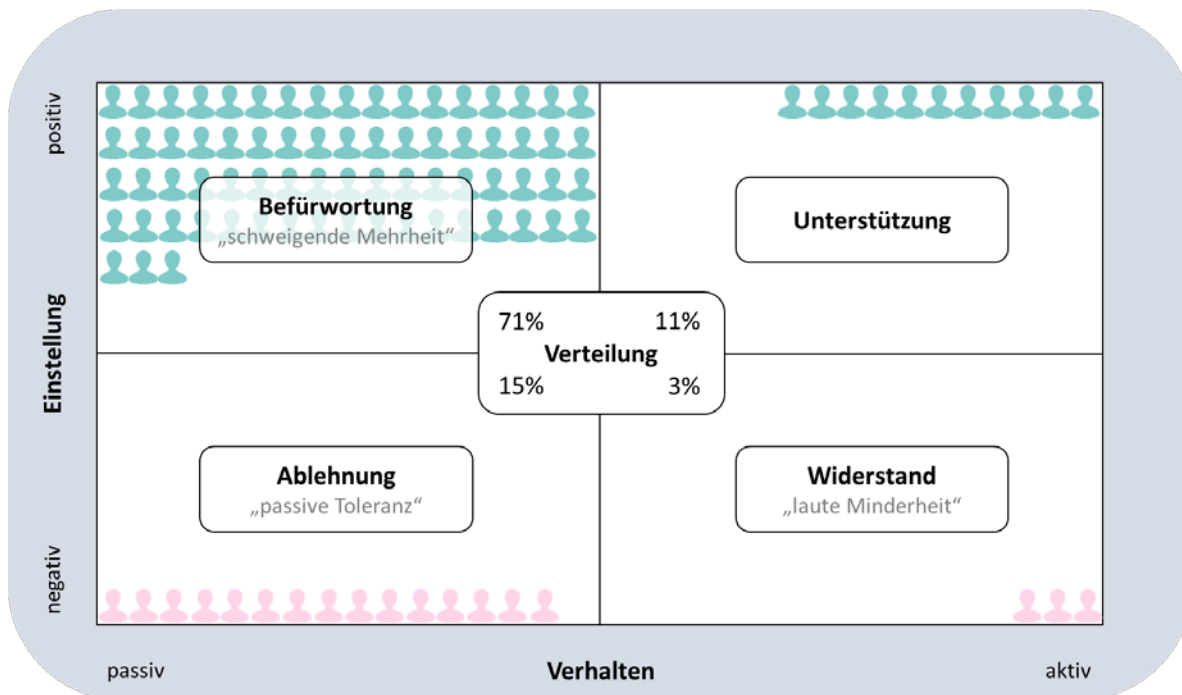 positiv
Befürwortung
„schweigende Mehrheit“
Unterstützung
Einstellung
71%
11%
Verteilung
15%
3%
Ablehnung
„passive Toleranz“
Widerstand
„laute Minderheit“
negativ
passiv
Verhalten
aktiv